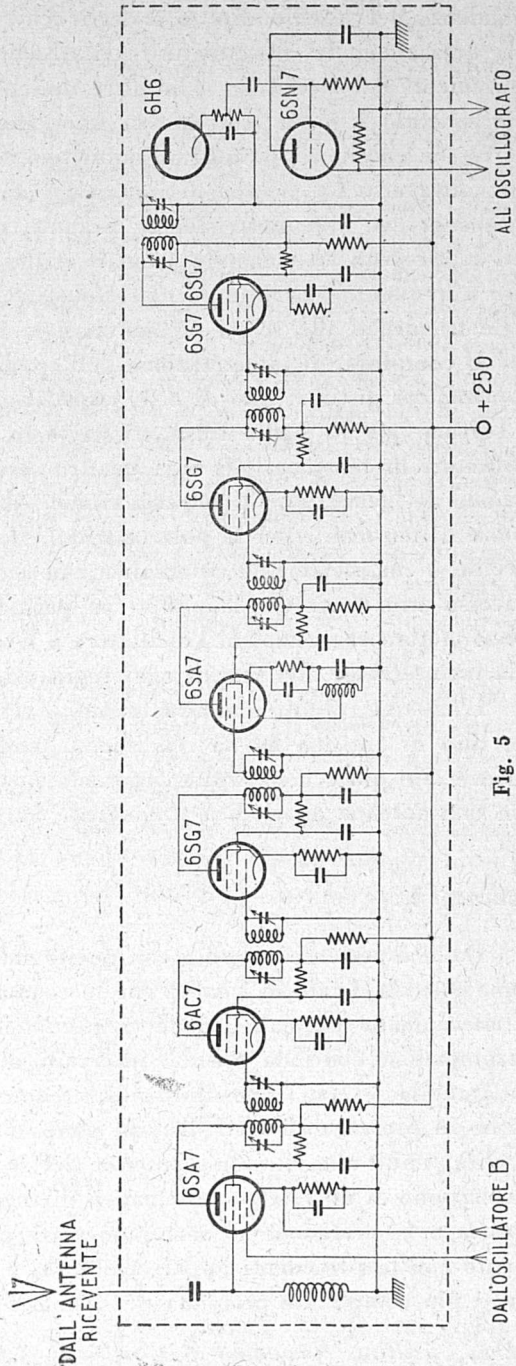 DALL'ANTENNA
RICEVENTE
6SA7
6AC7
6SG7
6SA7
6SG7
6SG7
6SG7
6H6
6SN7
DALL'OSCILLATORE B
+250
ALL'OSCILLOGRAFO
Fig. 5